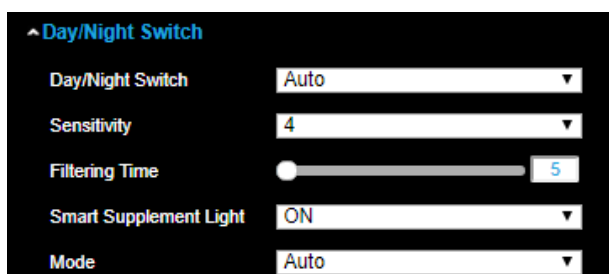 Day/Night Switch
Day/Night Switch Auto
Sensitivity 4
Filtering Time 5
Smart Supplement Light ON
Mode Auto